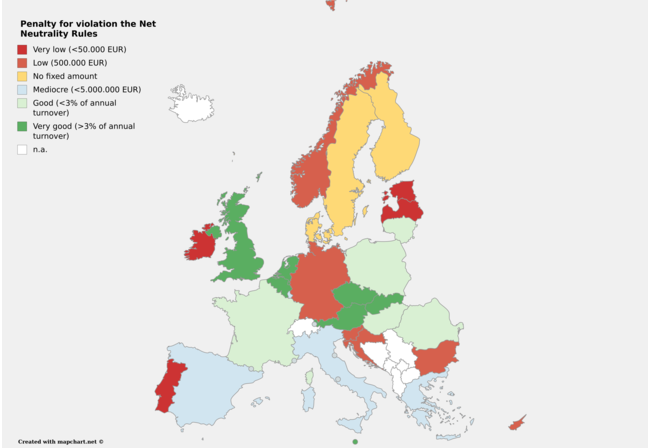 Penalty for violation the Net
Neutrality Rules
Very low (<50.000 EUR)
Low (500.000 EUR)
No fixed amount
Mediocre (<5.000.000 EUR)
Good (<3% of annual
turnover)
Very good (>3% of annual
turnover)
n.a.
Created with mapchart.net ©